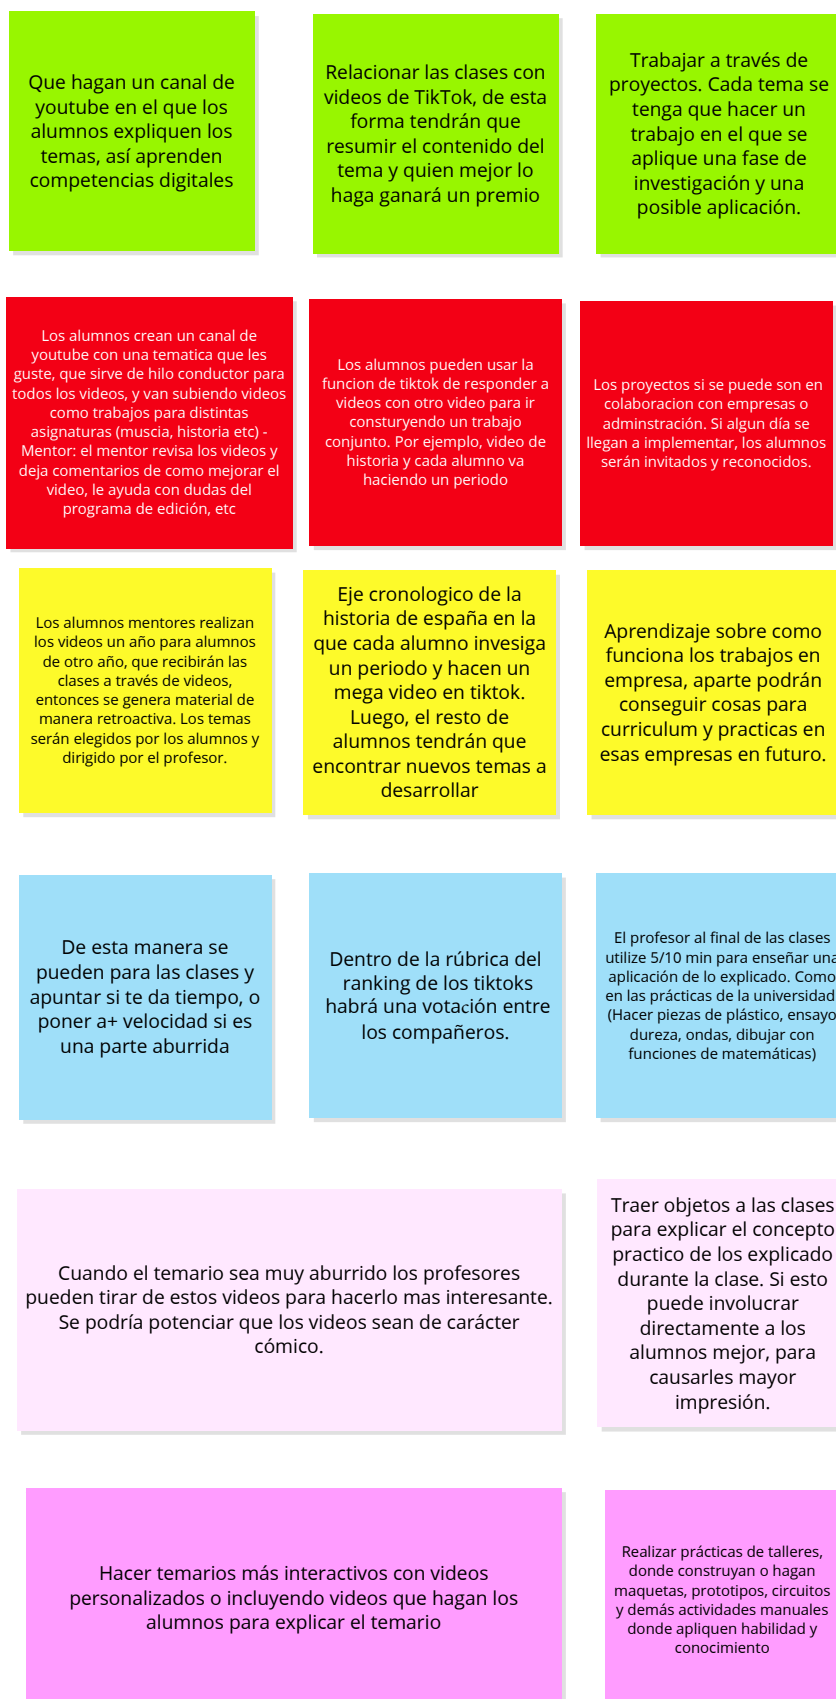 Que hagan un canal de
youtube en el que los
alumnos expliquen los
temas, así aprenden
competencias digitales
Relacionar las clases con
videos de TikTok, de esta
forma tendrán que
resumir el contenido del
tema y quien mejor lo
haga ganará un premio
Trabajar a través de
proyectos. Cada tema se
tenga que hacer un
trabajo en el que se
aplique una fase de
investigación y una
posible aplicación.
Los alumnos crean un canal de
youtube con una tematica que les
guste, que sirve de hilo conductor para
todos los videos, y van subiendo videos
como trabajos para distintas
asignaturas (muscia, historia etc) -
Mentor: el mentor revisa los videos y
deja comentarios de como mejorar el
video, le ayuda con dudas del
programa de edición, etc
Los alumnos pueden usar la
funcion de tiktok de responder a
videos con otro video para ir
consturyendo un trabajo
conjunto. Por ejemplo, video de
historia y cada alumno va
haciendo un periodo
Los proyectos si se puede son en
colaboracion con empresas o
adminstración. Si algun día se
llegan a implementar, los alumnos
serán invitados y reconocidos.
Los alumnos mentores realizan
los videos un año para alumnos
de otro año, que recibirán las
clases a través de videos,
entonces se genera material de
manera retroactiva. Los temas
serán elegidos por los alumnos y
dirigido por el profesor.
Eje cronologico de la
historia de españa en la
que cada alumno invesiga
un periodo y hacen un
mega video en tiktok.
Luego, el resto de
alumnos tendrán que
encontrar nuevos temas a
desarrollar
Aprendizaje sobre como
funciona los trabajos en
empresa, aparte podrán
conseguir cosas para
curriculum y practicas en
esas empresas en futuro.
De esta manera se
pueden para las clases y
apuntar si te da tiempo, o
poner a+ velocidad si es
una parte aburrida
Dentro de la rúbrica del
ranking de los tiktoks
habrá una votación entre
los compañeros.
El profesor al final de las clases
utilize 5/10 min para enseñar una
aplicación de lo explicado. Como
en las prácticas de la universidad.
(Hacer piezas de plástico, ensayo
dureza, ondas, dibujar con
funciones de matemáticas)
Cuando el temario sea muy aburrido los profesores
pueden tirar de estos videos para hacerlo mas interesante.
Se podría potenciar que los videos sean de carácter
cómico.
Traer objetos a las clases
para explicar el concepto
practico de los explicado
durante la clase. Si esto
puede involucrar
directamente a los
alumnos mejor, para
causarles mayor
impresión.
Hacer temarios más interactivos con videos
personalizados o incluyendo videos que hagan los
alumnos para explicar el temario
Realizar prácticas de talleres,
donde construyan o hagan
maquetas, prototipos, circuitos
y demás actividades manuales
donde apliquen habilidad y
conocimiento